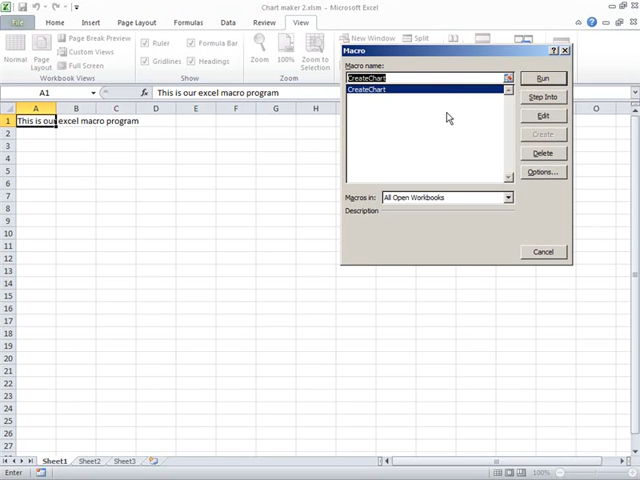 Chart maker 2.xlsm - Microsoft Excel
File Home Insert Page Layout Formulas Data Review View
Normal Page Layout Page Break Preview Custom Views Full Screen
Workbook Views
Ruler Formula Bar
Gridlines Headings
Show
Zoom 100% Zoom to Selection
Zoom
New Window Split
Macro
Macro name:
CreateChart
CreateChart
Run
Step Into
Edit
Create
Delete
Options...
Macros in: All Open Workbooks
Description
Cancel
A1 fx This is our excel macro program
A B C D E F G H O
1 This is our excel macro program
2
3
4
5
6
7
8
9
10
11
12
13
14
15
16
17
18
19
20
21
22
23
24
25
26
27
Sheet1 Sheet2 Sheet3
Enter 100%